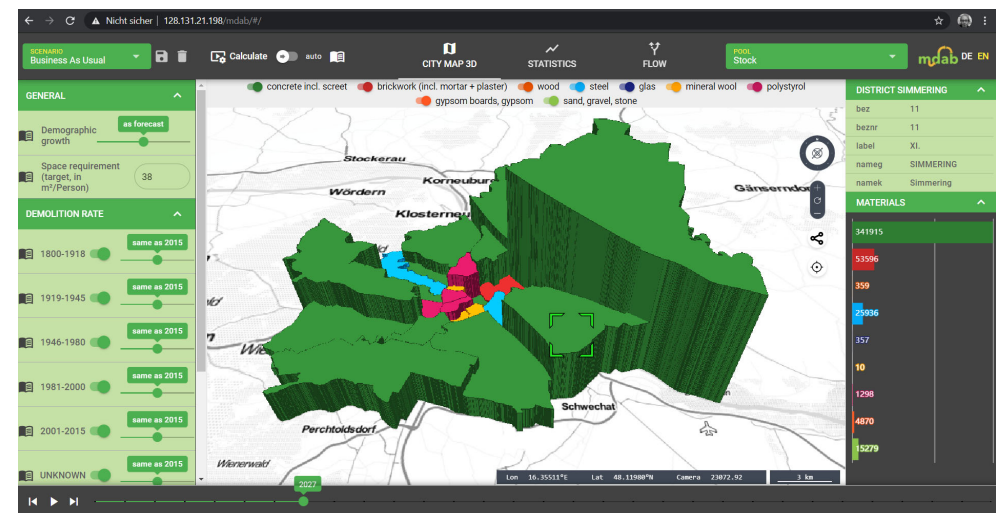 Nicht sicher | 128.131.21.198/mdab/#/
SCENARIO
Business As Usual
Calculate
auto
CITY MAP 3D
STATISTICS
FLOW
POOL
Stock
mdab
DE EN
GENERAL
Demographic
growth
as forecast
Space requirement
(target, in
m²/Person)
38
DEMOLITION RATE
1800-1918
same as 2015
1919-1945
same as 2015
1946-1980
same as 2015
1981-2000
same as 2015
2001-2015
same as 2015
UNKNOWN
same as 2015
concrete incl. screet
brickwork (incl. mortar + plaster)
wood
steel
glas
mineral wool
polystyrol
gypsom boards, gypsom
sand, gravel, stone
Stockerau
Korneubur
Wördern
Gänserndor
Klosterneu
Schwechat
Perchtoldsdorf
Wienerwald
Lon 16.35511°E
Lat 48.11980°N
Camera 23072.92
3 km
DISTRICT SIMMERING
bez 11
beznr 11
label XI.
nameg SIMMERING
namek Simmering
MATERIALS
341915
53596
359
25936
357
10
1298
4870
15279
2027